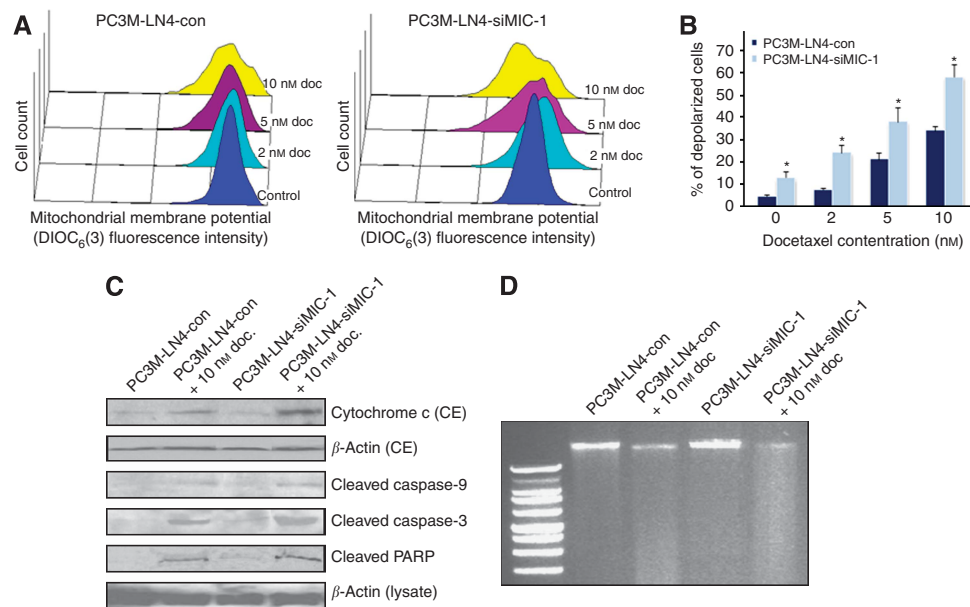 A
PC3M-LN4-con
Cell count
10 nM doc
5 nM doc
2 nM doc
Control
Mitochondrial membrane potential
(DIOC6(3) fluorescence intensity)
PC3M-LN4-siMIC-1
Cell count
10 nM doc
5 nM doc
2 nM doc
Control
Mitochondrial membrane potential
(DIOC6(3) fluorescence intensity)
B
PC3M-LN4-con
PC3M-LN4-siMIC-1
% of depolarized cells
70
60
50
40
30
20
10
0
* * * *
0 2 5 10
Docetaxel contentration (nM)
C
PC3M-LN4-con
PC3M-LN4-con
+ 10 nM doc.
PC3M-LN4-siMIC-1
PC3M-LN4-siMIC-1
+ 10 nM doc.
Cytochrome c (CE)
β-Actin (CE)
Cleaved caspase-9
Cleaved caspase-3
Cleaved PARP
β-Actin (lysate)
D
PC3M-LN4-con
PC3M-LN4-con
+ 10 nM doc
PC3M-LN4-siMIC-1
PC3M-LN4-siMIC-1
+ 10 nM doc